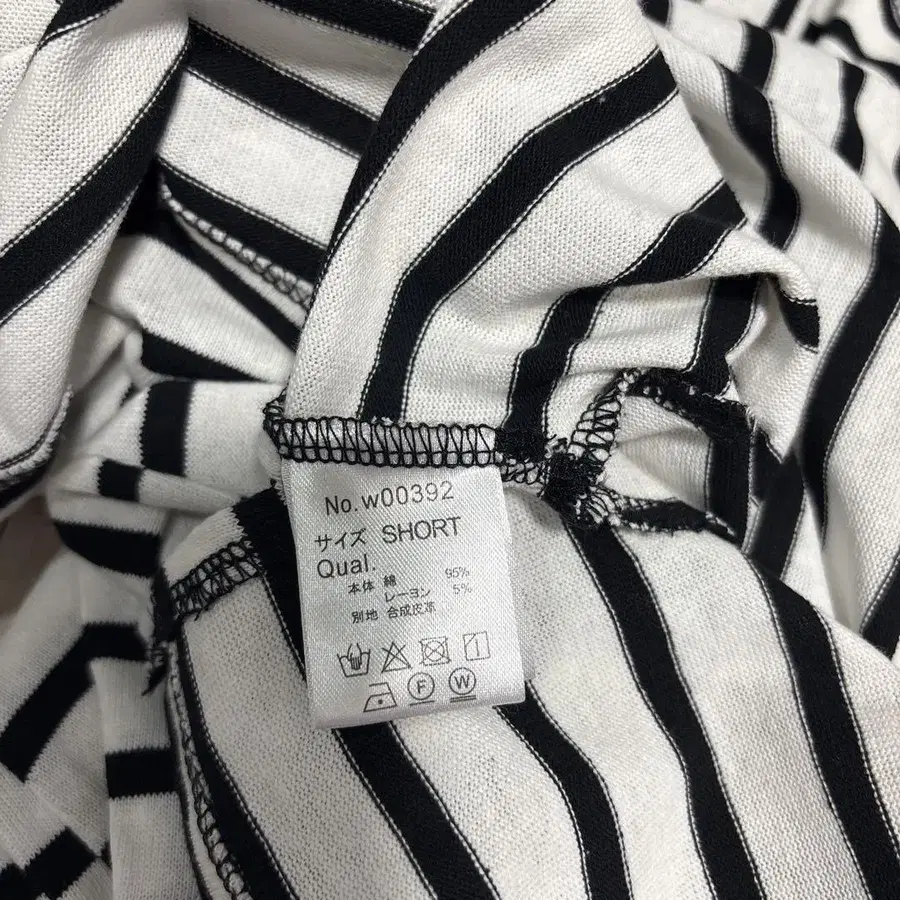 No.w00392
サイズ SHORT
Qual.
本体 綿 95%
レーヨン 5%
別地 合成皮革
F W